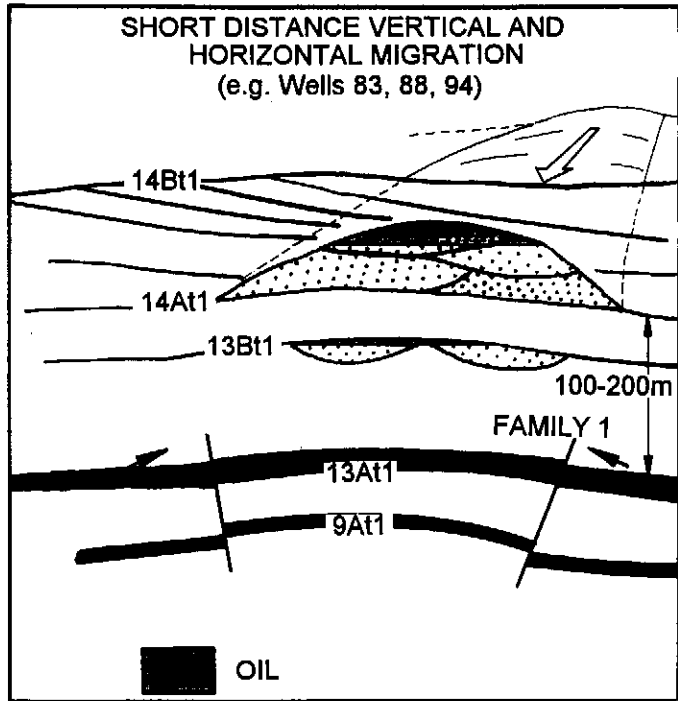 SHORT DISTANCE VERTICAL AND
HORIZONTAL MIGRATION
(e.g. Wells 83, 88, 94)
14Bt1
14At1
13Bt1
100-200m
FAMILY 1
13At1
9At1
OIL